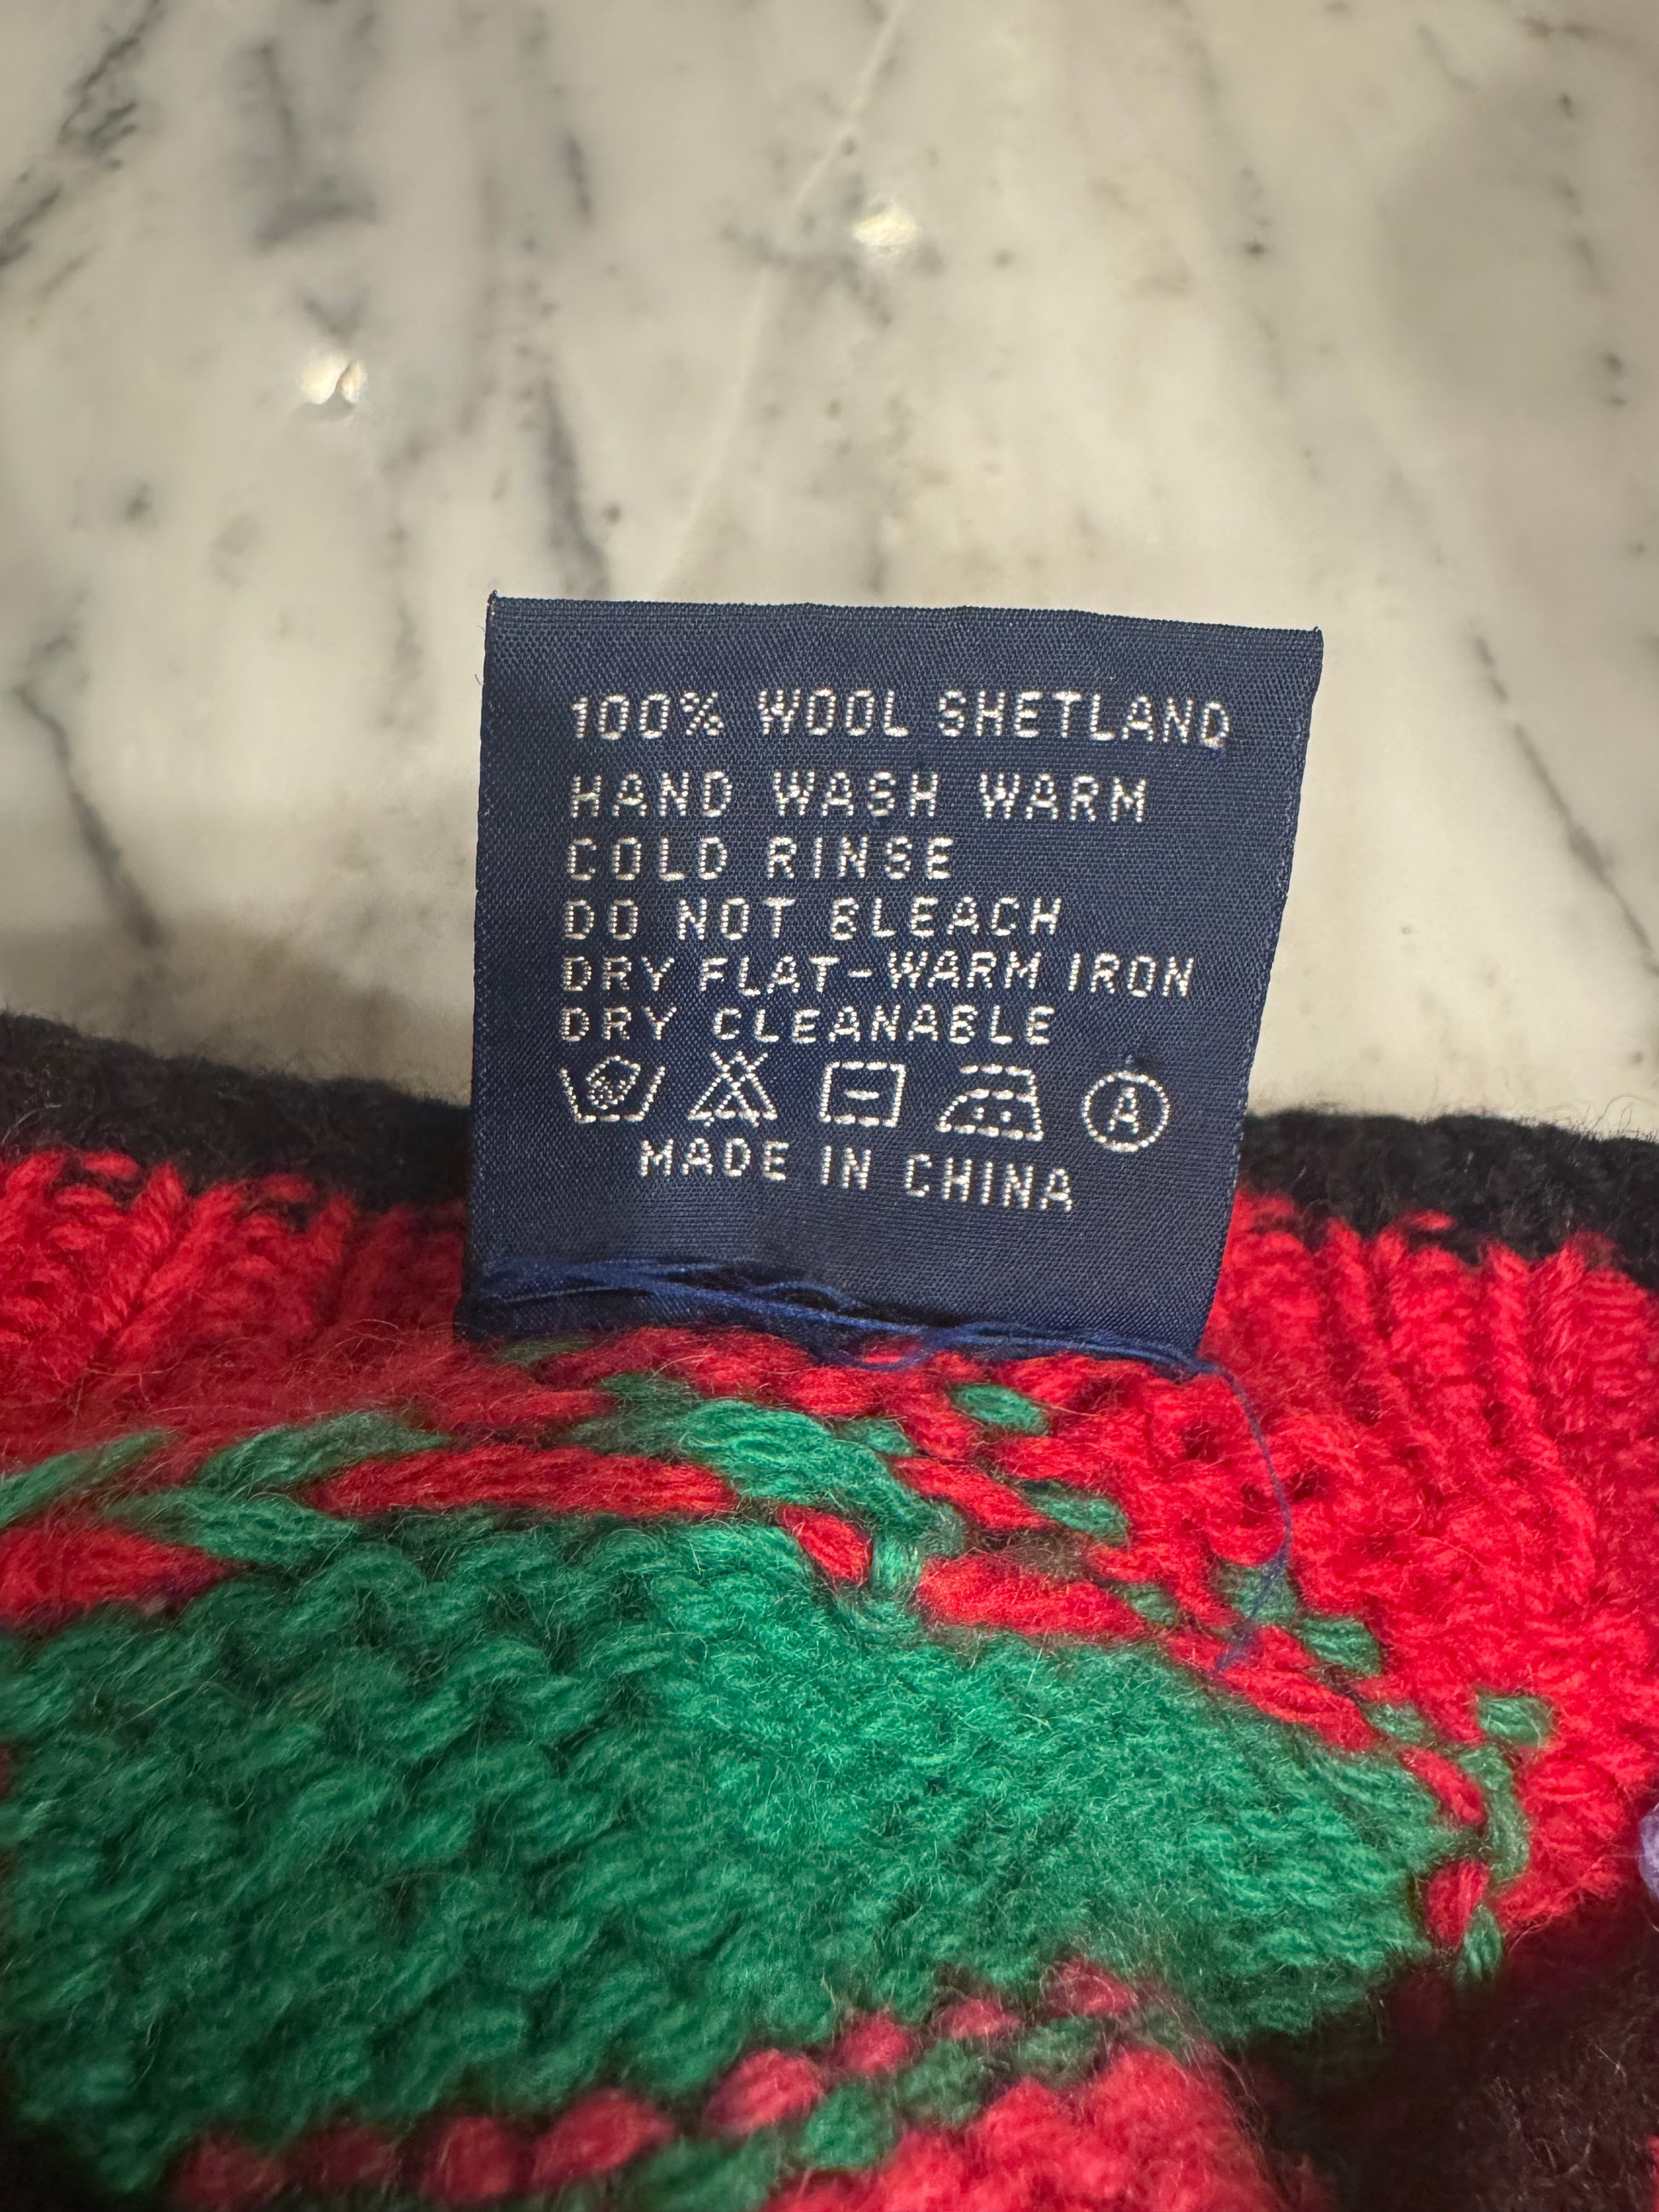 100% WOOL SHETLAND
HAND WASH WARM
COLD RINSE
DO NOT BLEACH
DRY FLAT-WARM IRON
DRY CLEANABLE
A
MADE IN CHINA